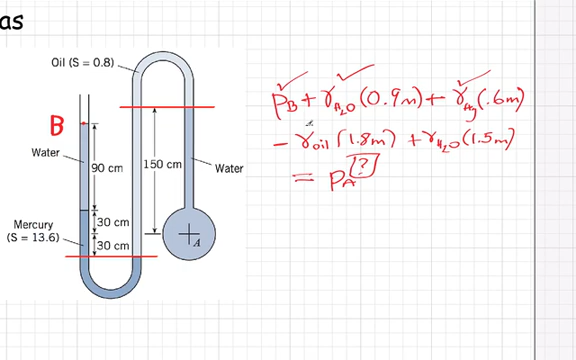 as
Oil (S = 0.8)
B
Water
90 cm
150 cm
Water
Mercury
(S = 13.6)
30 cm
30 cm
A
p_B + γ_H2O (0.9m) + γ_Hg (.6m)
- γ_oil (1.8m) + γ_H2O (1.5m)
= p_A ?